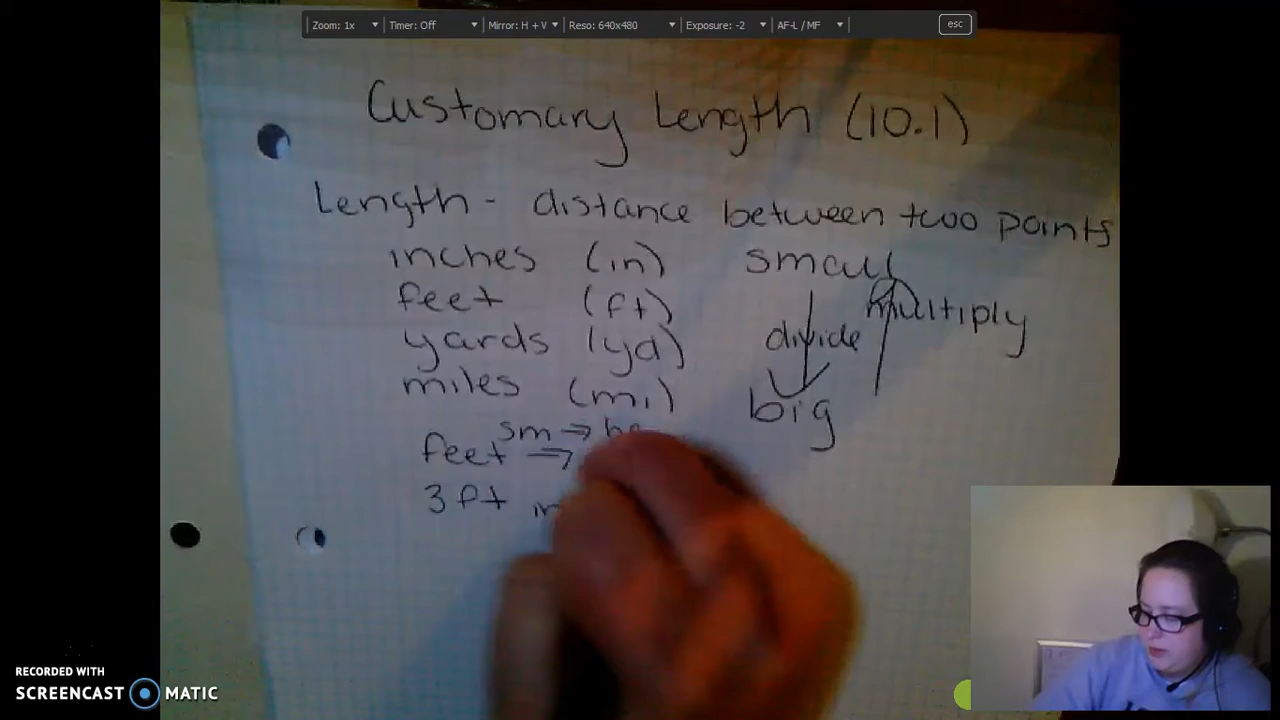 Zoom: 1x Timer: Off Mirror: H + V Reso: 640x480 Exposure: -2 AF-L / MF esc
Customary Length (10.1)
Length - distance between two points
inches (in) small
feet (ft) multiply
yards (yd) divide
miles (mi) big
sm →
feet →
3 ft
RECORDED WITH
SCREENCAST MATIC